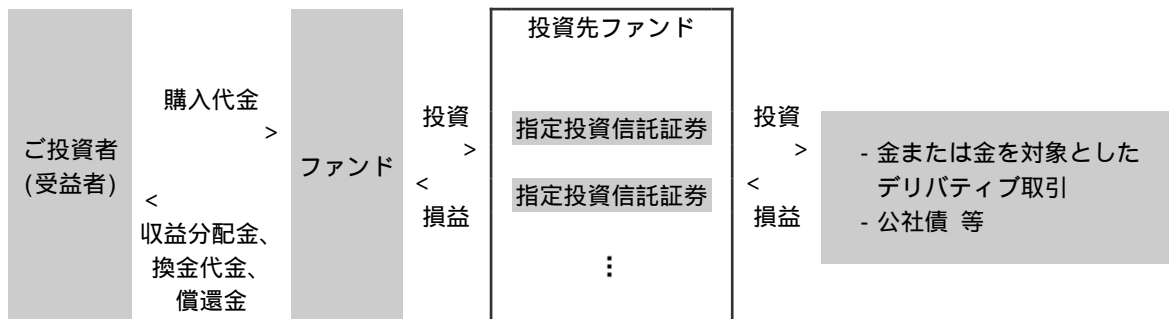 ご投資者
(受益者)
購入代金
>
<
収益分配金、
換金代金、
償還金
ファンド
投資
>
<
損益
投資先ファンド
指定投資信託証券
指定投資信託証券
⋮
投資
>
<
損益
- 金または金を対象とした
デリバティブ取引
- 公社債 等